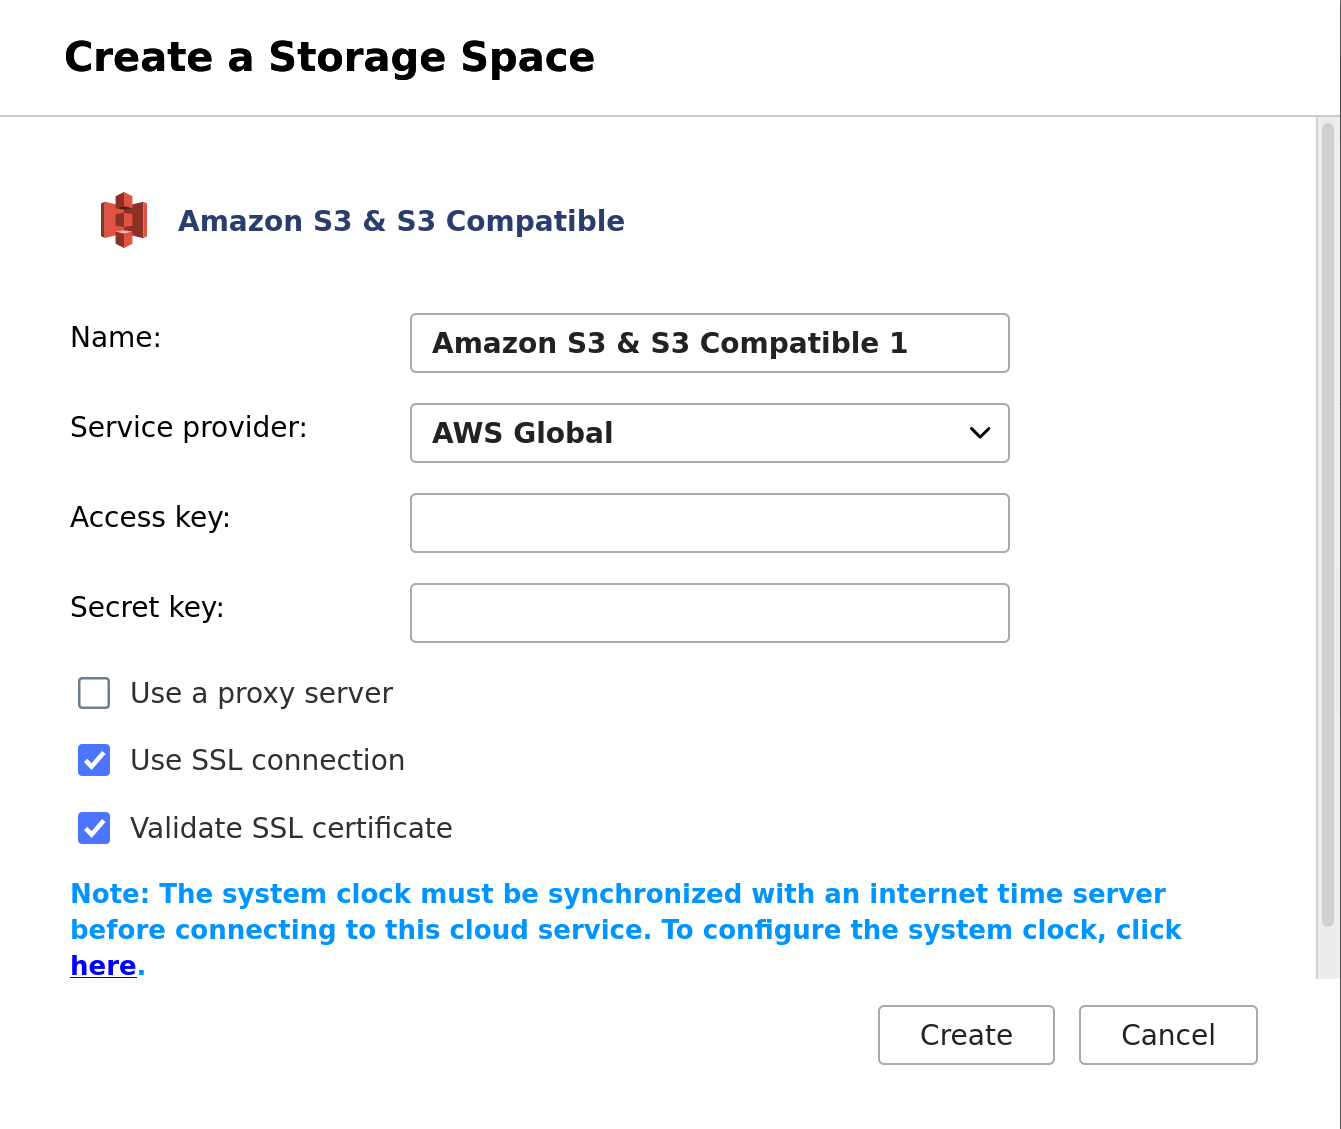 Create a Storage Space
Amazon S3 & S3 Compatible
Name:
Amazon S3 & S3 Compatible 1
Service provider:
AWS Global
Access key:
Secret key:
Use a proxy server
Use SSL connection
Validate SSL certificate
Note: The system clock must be synchronized with an internet time server
before connecting to this cloud service. To configure the system clock, click
here.
Create
Cancel